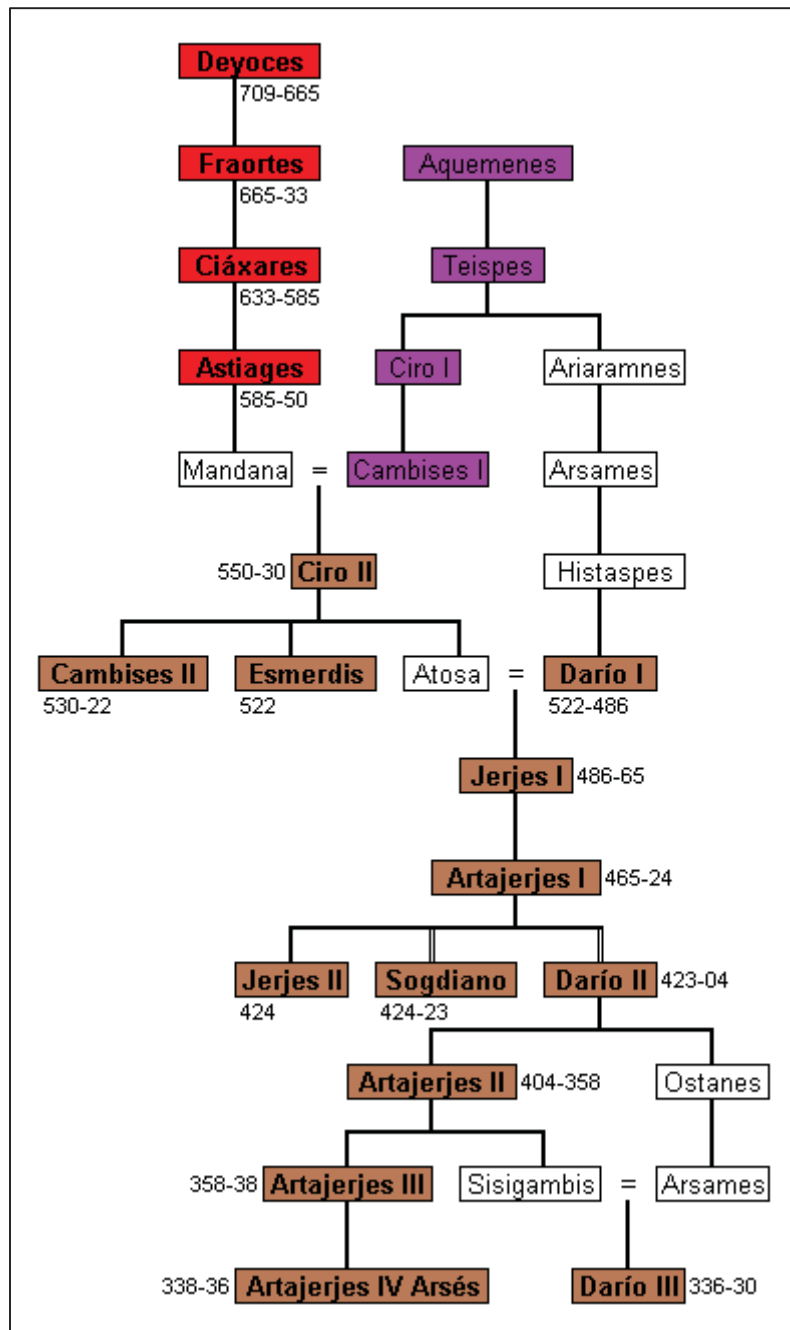 Deyoces
709-665
Fraortes
Aquemenes
665-33
Ciáxares
Teispes
633-585
Astiages
Ciro I
Ariaramnes
585-50
Mandana = Cambises I
Arsames
550-30 Ciro II
Histaspes
Cambises II
Esmerdis
Atosa = Darío I
530-22
522
522-486
Jerjes I 486-65
Artajerjes I 465-24
Jerjes II
Sogdiano
Darío II 423-04
424
424-23
Artajerjes II 404-358
Ostanes
358-38 Artajerjes III
Sisigambis = Arsames
338-36 Artajerjes IV Arsés
Darío III 336-30